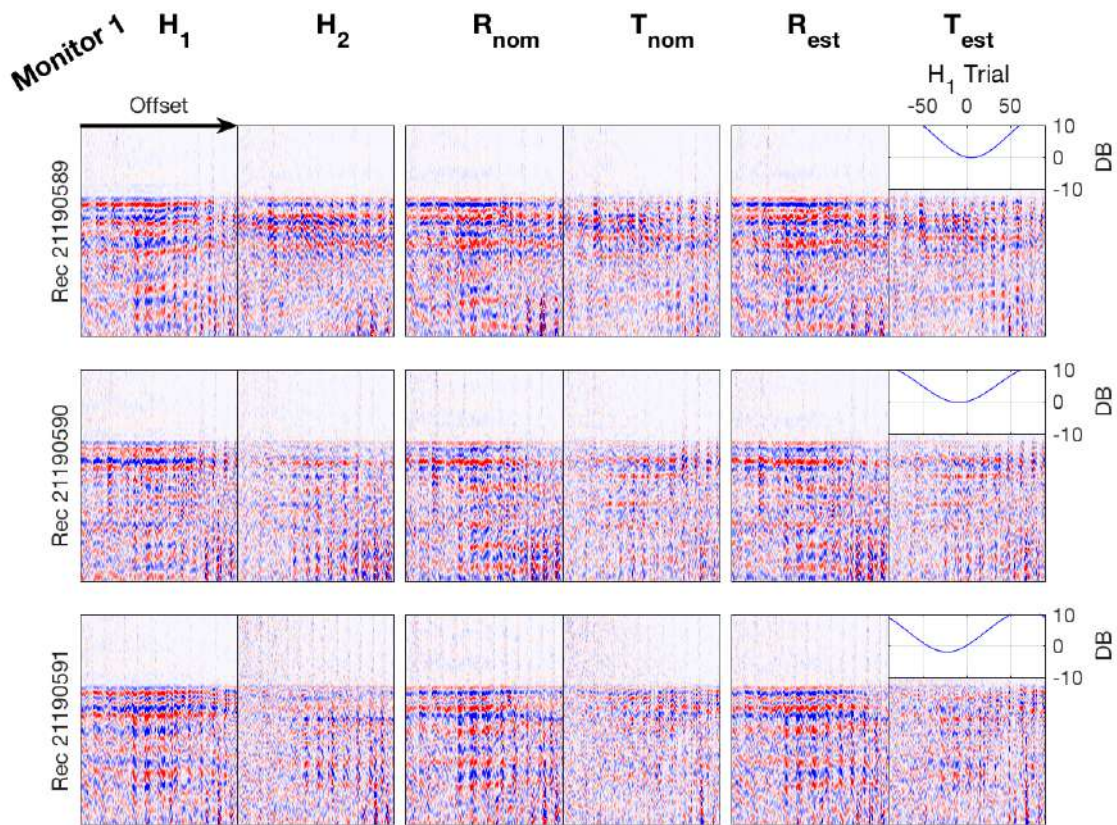 Monitor 1 H1 H2 Rnom Tnom Rest Test
H1 Trial
Offset -50 0 50
Rec 21190589 10 0 -10 DB
Rec 21190590 10 0 -10 DB
Rec 21190591 10 0 -10 DB